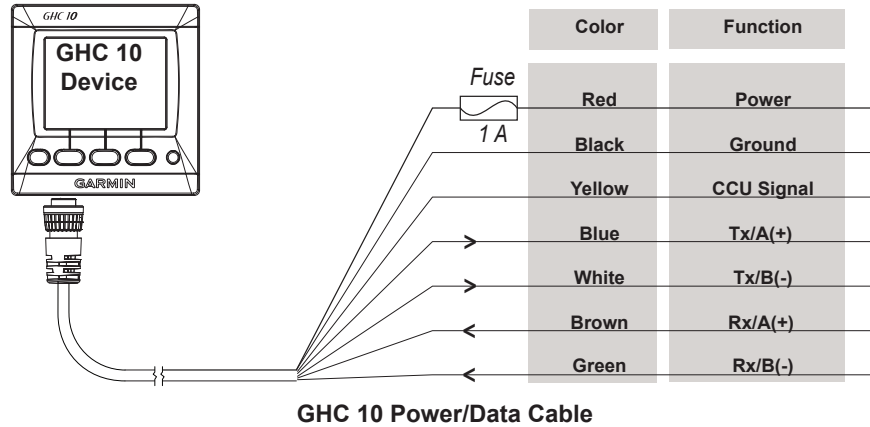 GHC 10
GHC 10
Device
GARMIN
Fuse
1 A
Color Function
Red Power
Black Ground
Yellow CCU Signal
Blue Tx/A(+)
White Tx/B(-)
Brown Rx/A(+)
Green Rx/B(-)
GHC 10 Power/Data Cable